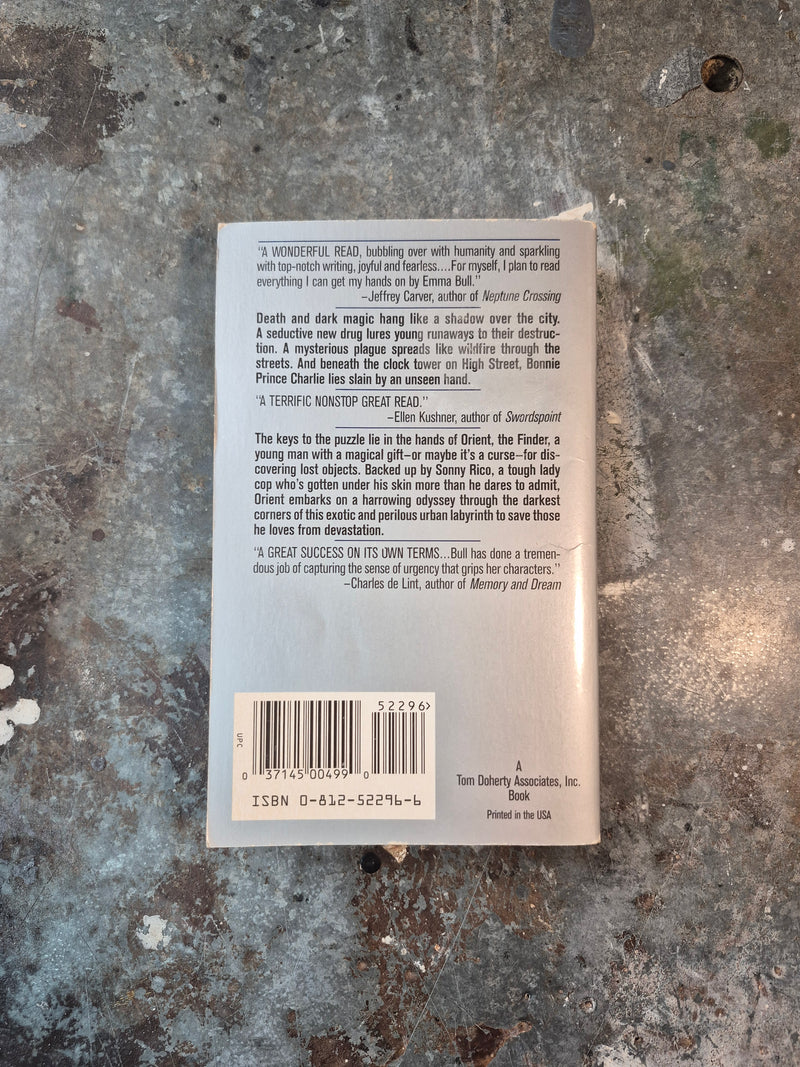 “A WONDERFUL READ, bubbling over with humanity and sparkling
with top-notch writing, joyful and fearless....For myself, I plan to read
everything I can get my hands on by Emma Bull.”
–Jeffrey Carver, author of Neptune Crossing
Death and dark magic hang like a shadow over the city.
A seductive new drug lures young runaways to their destruc-
tion. A mysterious plague spreads like wildfire through the
streets. And beneath the clock tower on High Street, Bonnie
Prince Charlie lies slain by an unseen hand.
“A TERRIFIC NONSTOP GREAT READ.”
–Ellen Kushner, author of Swordspoint
The keys to the puzzle lie in the hands of Orient, the Finder, a
young man with a magical gift–or maybe it's a curse–for dis-
covering lost objects. Backed up by Sonny Rico, a tough lady
cop who's gotten under his skin more than he dares to admit,
Orient embarks on a harrowing odyssey through the darkest
corners of this exotic and perilous urban labyrinth to save those
he loves from devastation.
“A GREAT SUCCESS ON ITS OWN TERMS...Bull has done a tremen-
dous job of capturing the sense of urgency that grips her characters.”
–Charles de Lint, author of Memory and Dream
52296>
UPC
0 37145 00499 0
ISBN 0-812-52296-6
A
Tom Doherty Associates, Inc.
Book
Printed in the USA